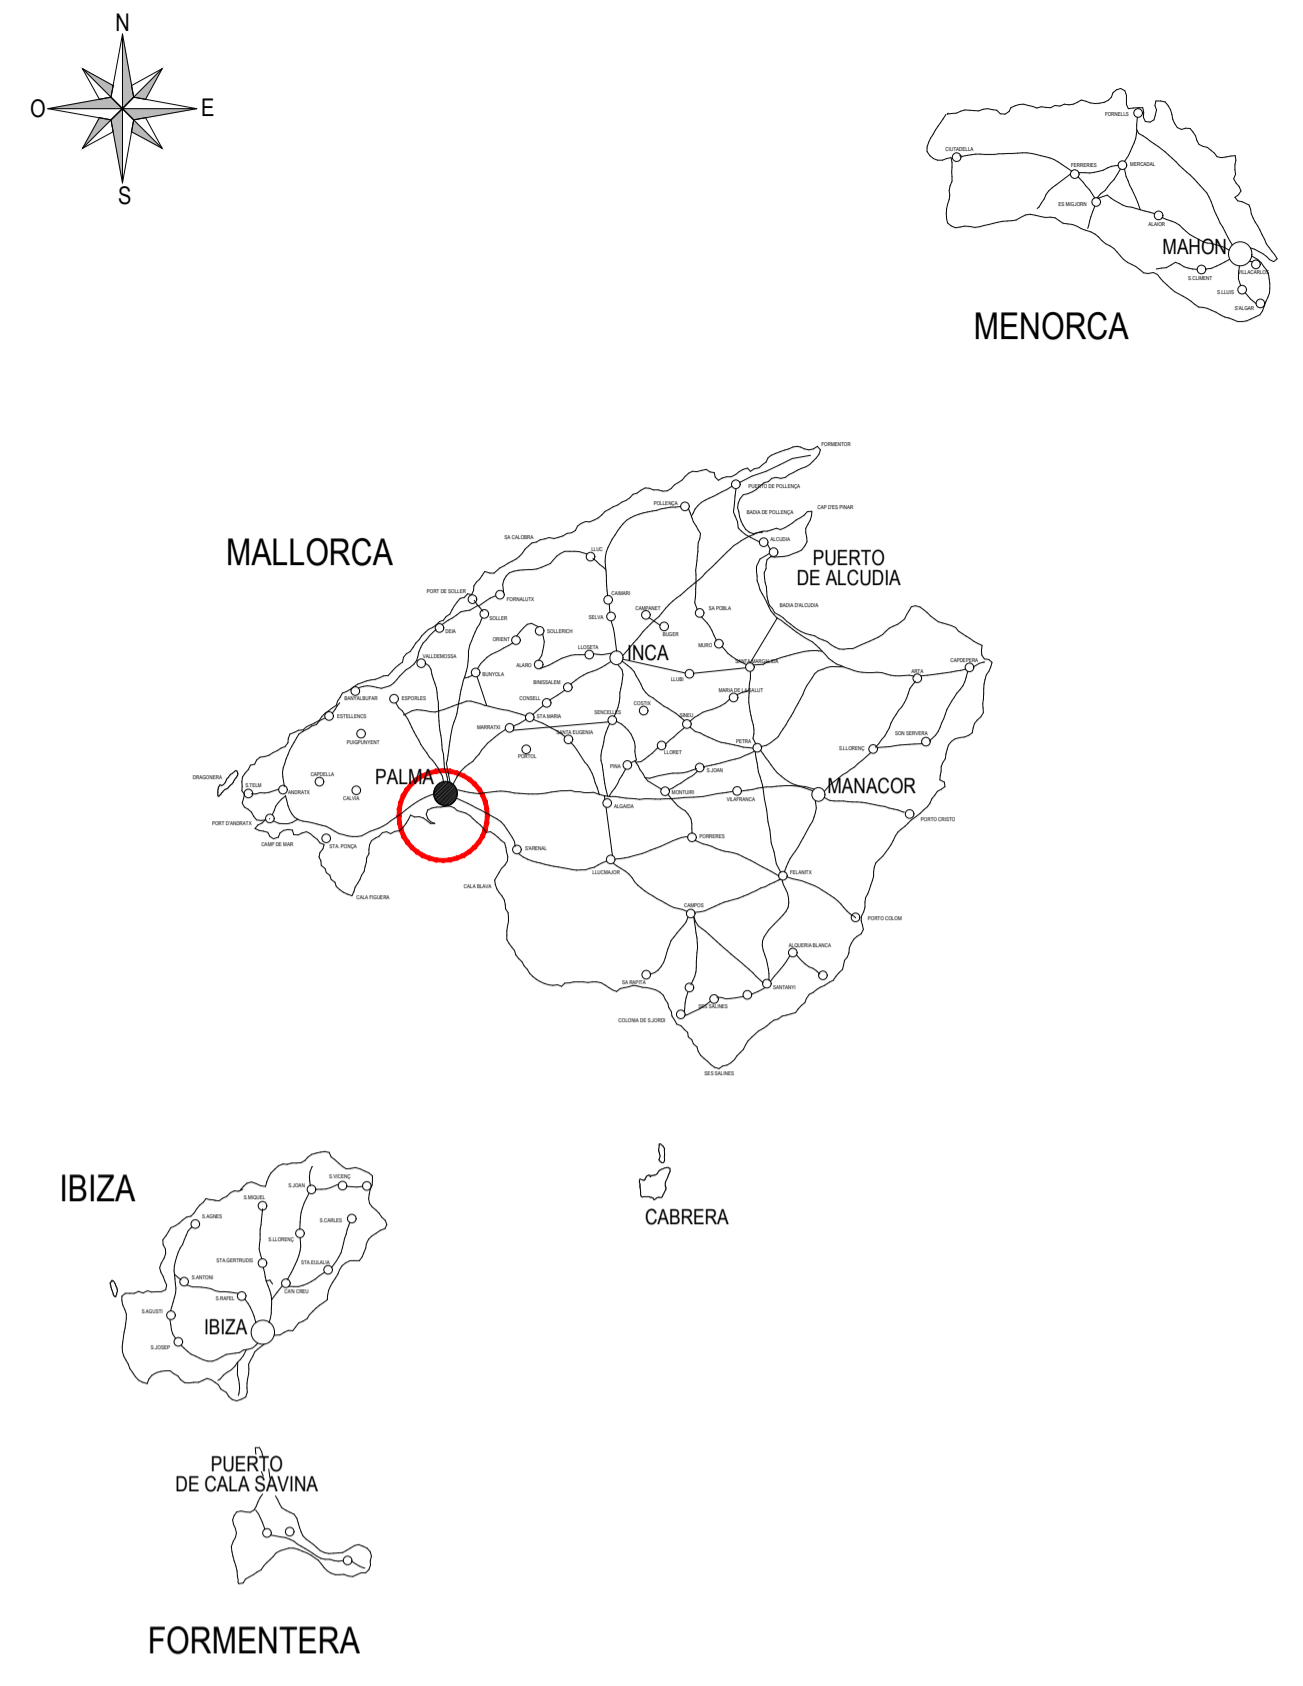 N
O
E
S
FORNELLS
CIUTADELLA
FERRERIES
MERCADAL
ES MIGJORN
ALAIOR
MAHON
VILLACARLOS
S.CLIMENT
S.LLUIS
S'ALGAR
MENORCA
FORMENTOR
PUERTO DE POLLENÇA
POLLENÇA
CAP D'ES PINAR
BADIA DE POLLENÇA
SA CALOBRA
ALCUDIA
MALLORCA
LLUC
PUERTO
DE ALCUDIA
PORT DE SOLLER
FORNALUTX
CAIMARI
BADIA D'ALCUDIA
CAMPANET
SA POBLA
SOLLER
SELVA
DEIA
SOLLERICH
BUGER
ORIENT
MURO
LLOSETA
INCA
VALLDEMOSSA
ALARO
SANTA MARGALIDA
CAPDEPERA
BUNYOLA
ARTA
LLUBI
BINISSALEM
MARIA DE LA SALUT
BANYALBUFAR
ESPORLES
CONSELL
COSTIX
SENCELLES
ESTELLENCS
STA.MARIA
SINEU
MARRATXI
SANTA EUGENIA
SON SERVERA
PUIGPUNYENT
PETRA
S.LLORENÇ
LLORET
PORTOL
PINA
S.JOAN
CAPDELLA
PALMA
DRAGONERA
S.TELM
MANACOR
ANDRATX
MONTUIRI
CALVIA
VILAFRANCA
ALGAIDA
PORTO CRISTO
PORT D'ANDRATX
PORRERES
CAMP DE MAR
STA. PONÇA
S'ARENAL
LLUCMAJOR
FELANITX
CALA BLAVA
CALA FIGUERA
CAMPOS
PORTO COLOM
ALQUERIA BLANCA
SA RAPITA
SANTANYI
SES SALINES
COLONIA DE S.JORDI
SES SALINES
IBIZA
S.VICENÇ
S.JOAN
S.MIQUEL
S.AGNES
S.CARLES
CABRERA
S.LLORENÇ
STA.GERTRUDIS
STA.EULALIA
S.ANTONI
CAN CREU
S.RAFEL
S.AGUSTI
IBIZA
S.JOSEP
PUERTO
DE CALA SAVINA
FORMENTERA